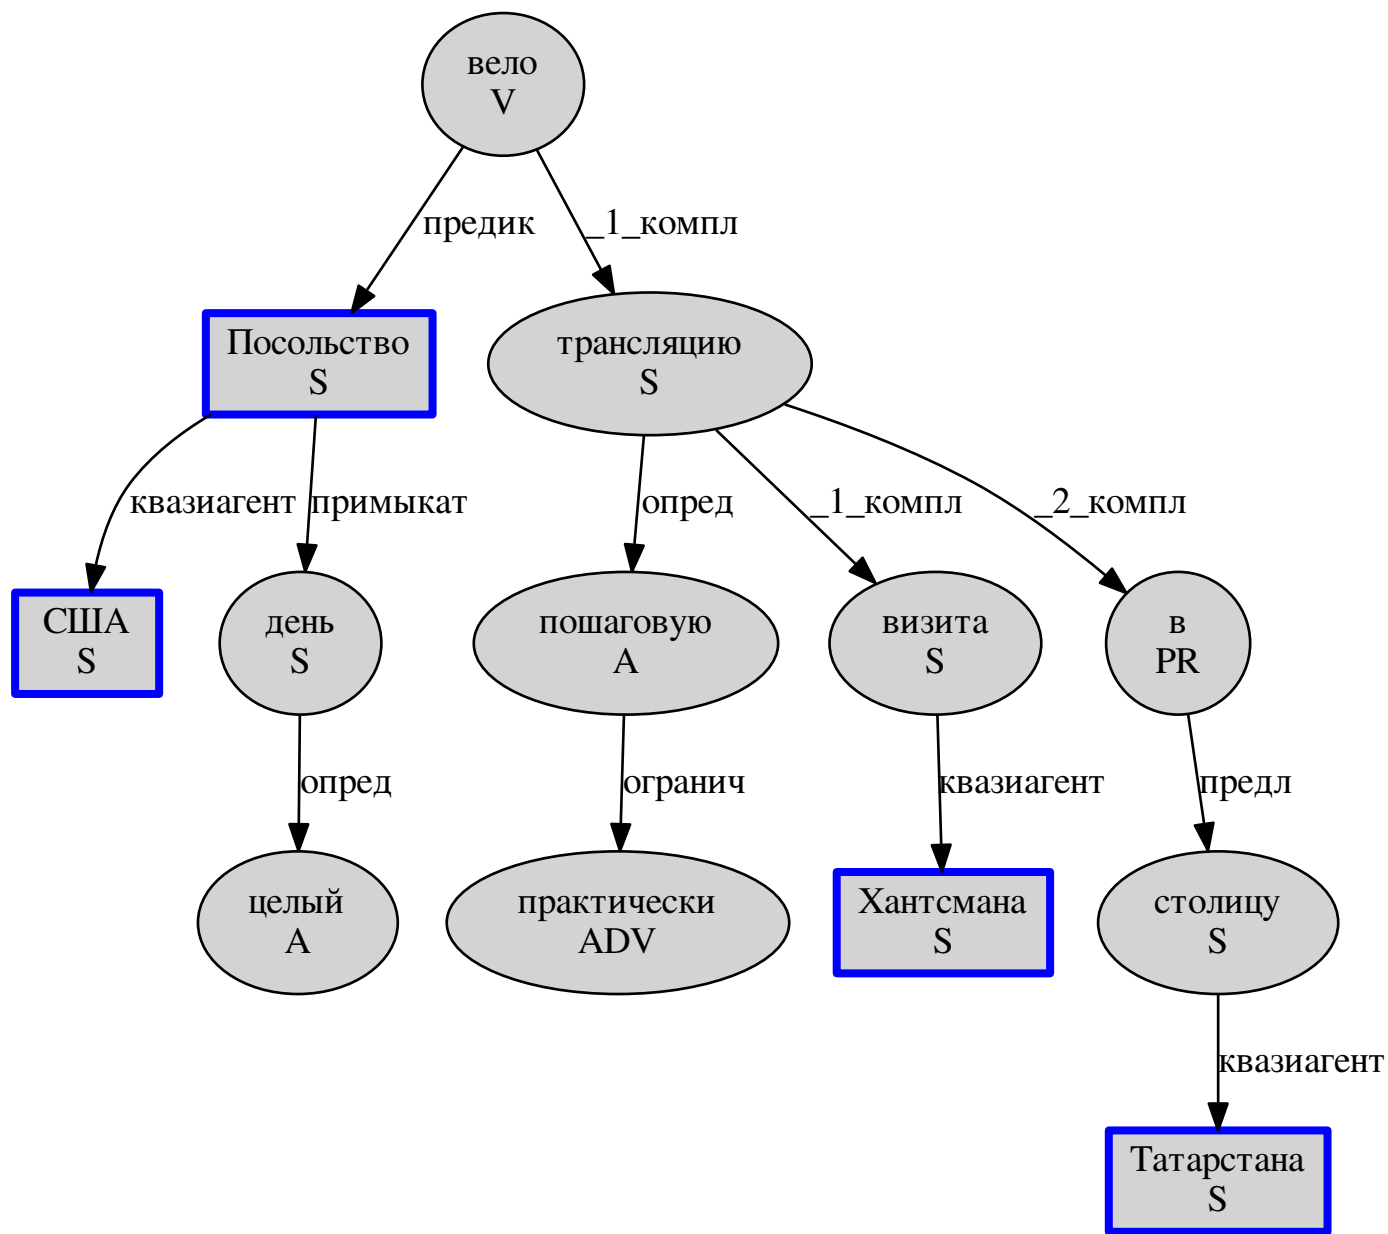 вело
V
предик
_1_компл
Посольство
S
трансляцию
S
квазиагент
примыкат
опред
_1_компл
_2_компл
США
S
день
S
пошаговую
A
визита
S
в
PR
опред
огранич
квазиагент
предл
целый
A
практически
ADV
Хантсмана
S
столицу
S
квазиагент
Татарстана
S